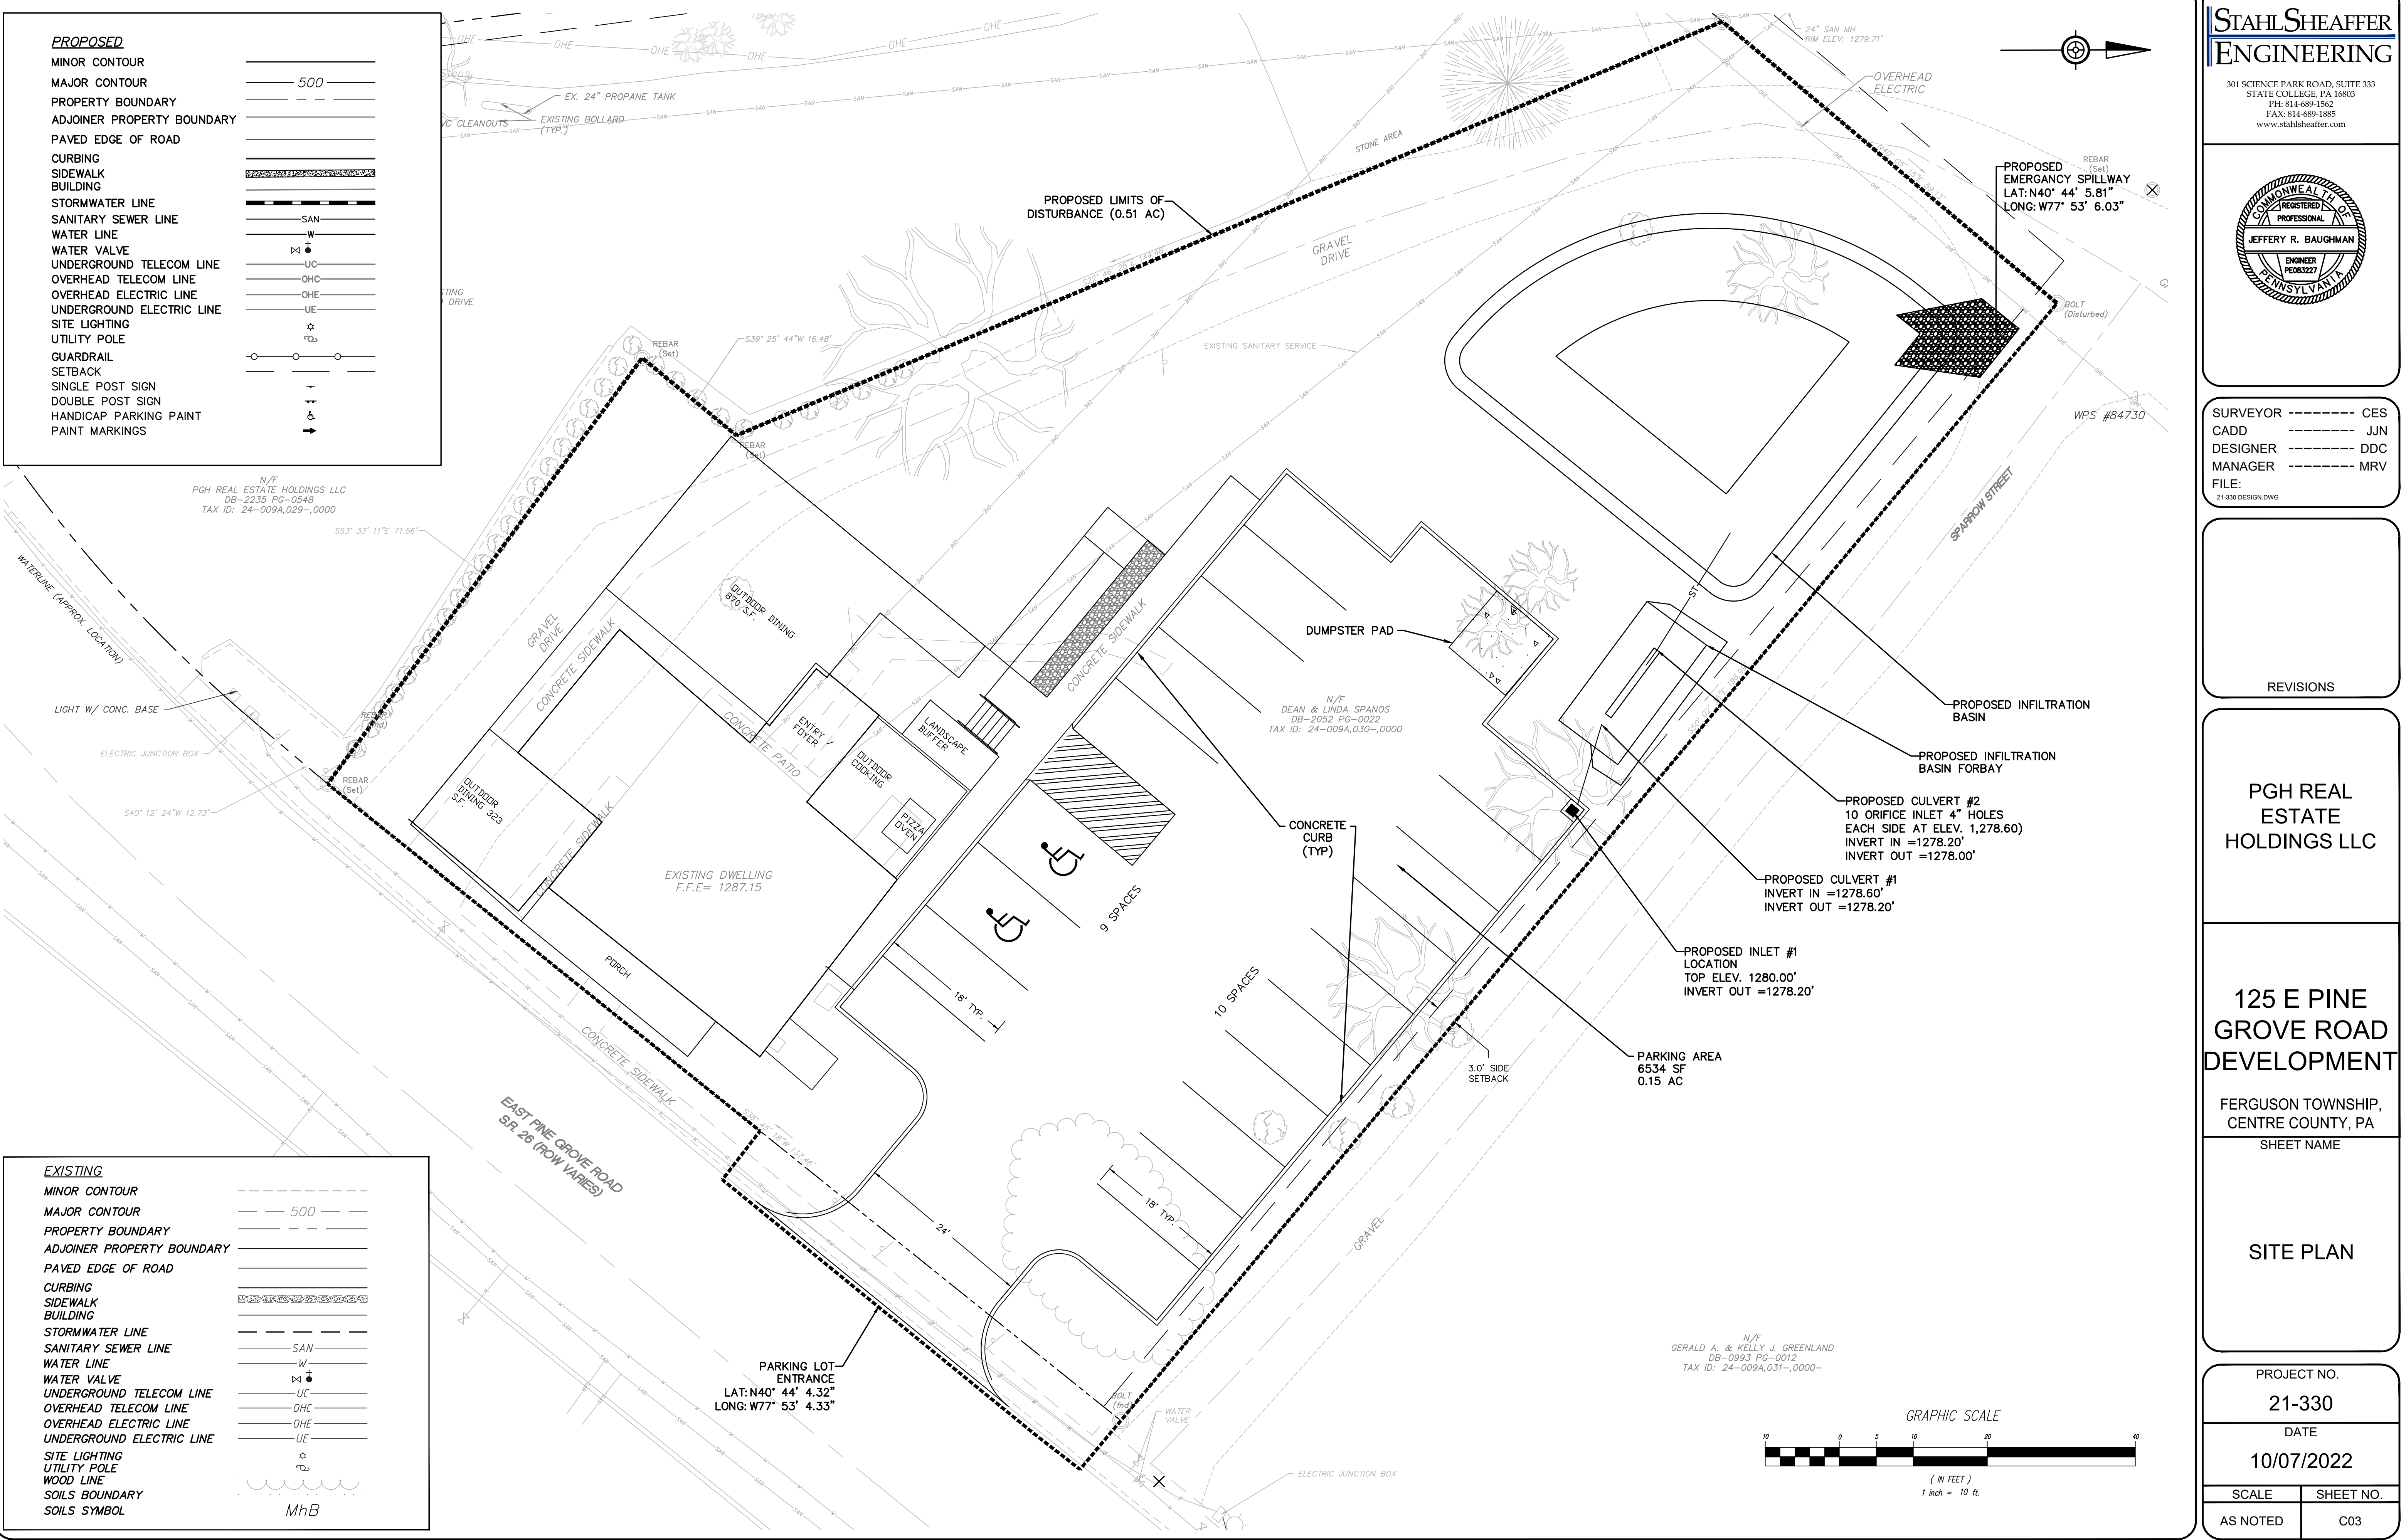 PROPOSED
MINOR CONTOUR
MAJOR CONTOUR 500
PROPERTY BOUNDARY
ADJOINER PROPERTY BOUNDARY
PAVED EDGE OF ROAD
CURBING
SIDEWALK
BUILDING
STORMWATER LINE
SANITARY SEWER LINE SAN
WATER LINE W
WATER VALVE
UNDERGROUND TELECOM LINE UC
OVERHEAD TELECOM LINE OHC
OVERHEAD ELECTRIC LINE OHE
UNDERGROUND ELECTRIC LINE UE
SITE LIGHTING
UTILITY POLE
GUARDRAIL
SETBACK
SINGLE POST SIGN
DOUBLE POST SIGN
HANDICAP PARKING PAINT
PAINT MARKINGS
OHE OHE OHE OHE OHE OHE
EX. 24" PROPANE TANK
CLEANOUTS
EXISTING BOLLARD
(TYP.)
DRIVE
24" SAN MH
RIM ELEV: 1279.71'
OVERHEAD
ELECTRIC
STONE AREA
REBAR
(Set)
PROPOSED
EMERGANCY SPILLWAY
LAT: N40° 44' 5.81"
LONG: W77° 53' 6.03"
PROPOSED LIMITS OF
DISTURBANCE (0.51 AC)
GRAVEL
DRIVE
BOLT
(Disturbed)
REBAR
(Set)
S39° 25' 44"W 16.48'
EXISTING SANITARY SERVICE
WPS #84730
REBAR
(Set)
SPARROW STREET
N/F
PGH REAL ESTATE HOLDINGS LLC
DB-2235 PG-0548
TAX ID: 24-009A,029-,0000
S53° 33' 11"E 71.56'
WATERLINE (APPROX. LOCATION)
OUTDOOR DINING
870 S.F.
GRAVEL
DRIVE
CONCRETE SIDEWALK
CONCRETE SIDEWALK
DUMPSTER PAD
ST
LIGHT W/ CONC. BASE
ELECTRIC JUNCTION BOX
REBAR
(Set)
S40° 12' 24"W 12.73'
ENTRY /
FOYER
LANDSCAPE
BUFFER
CONCRETE PATIO
OUTDOOR
COOKING
PIZZA
OVEN
OUTDOOR
DINING 323
S.F.
CONCRETE SIDEWALK
EXISTING DWELLING
F.F.E= 1287.15
N/F
DEAN & LINDA SPANOS
DB-2052 PG-0022
TAX ID: 24-009A,030-,0000
PROPOSED INFILTRATION
BASIN
PROPOSED INFILTRATION
BASIN FORBAY
PROPOSED CULVERT #2
10 ORIFICE INLET 4" HOLES
EACH SIDE AT ELEV. 1,278.60)
INVERT IN =1278.20'
INVERT OUT =1278.00'
CONCRETE
CURB
(TYP)
PROPOSED CULVERT #1
INVERT IN =1278.60'
INVERT OUT =1278.20'
9 SPACES
PROPOSED INLET #1
LOCATION
TOP ELEV. 1280.00'
INVERT OUT =1278.20'
PORCH
18' TYP.
10 SPACES
PARKING AREA
6534 SF
0.15 AC
3.0' SIDE
SETBACK
CONCRETE SIDEWALK
EAST PINE GROVE ROAD
S.R. 26 (ROW VARIES)
S38° 45' 18"W 137.46'
18' TYP.
24'
GRAVEL
PARKING LOT
ENTRANCE
LAT: N40° 44' 4.32"
LONG: W77° 53' 4.33"
BOLT
(fnd)
WATER
VALVE
ELECTRIC JUNCTION BOX
N/F
GERALD A. & KELLY J. GREENLAND
DB-0993 PG-0012
TAX ID: 24-009A,031-,0000-
GRAPHIC SCALE
10 0 5 10 20 40
( IN FEET )
1 inch = 10 ft.
EXISTING
MINOR CONTOUR
MAJOR CONTOUR 500
PROPERTY BOUNDARY
ADJOINER PROPERTY BOUNDARY
PAVED EDGE OF ROAD
CURBING
SIDEWALK
BUILDING
STORMWATER LINE
SANITARY SEWER LINE SAN
WATER LINE W
WATER VALVE
UNDERGROUND TELECOM LINE UC
OVERHEAD TELECOM LINE OHC
OVERHEAD ELECTRIC LINE OHE
UNDERGROUND ELECTRIC LINE UE
SITE LIGHTING
UTILITY POLE
WOOD LINE
SOILS BOUNDARY
SOILS SYMBOL MhB
STAHL SHEAFFER
ENGINEERING
301 SCIENCE PARK ROAD, SUITE 333
STATE COLLEGE, PA 16803
PH: 814-689-1562
FAX: 814-689-1885
www.stahlsheaffer.com
COMMONWEALTH OF
REGISTERED
PROFESSIONAL
JEFFERY R. BAUGHMAN
ENGINEER
PE083227
PENNSYLVANIA
SURVEYOR CES
CADD JJN
DESIGNER DDC
MANAGER MRV
FILE:
21-330 DESIGN.DWG
REVISIONS
PGH REAL
ESTATE
HOLDINGS LLC
125 E PINE
GROVE ROAD
DEVELOPMENT
FERGUSON TOWNSHIP,
CENTRE COUNTY, PA
SHEET NAME
SITE PLAN
PROJECT NO.
21-330
DATE
10/07/2022
SCALE SHEET NO.
AS NOTED C03